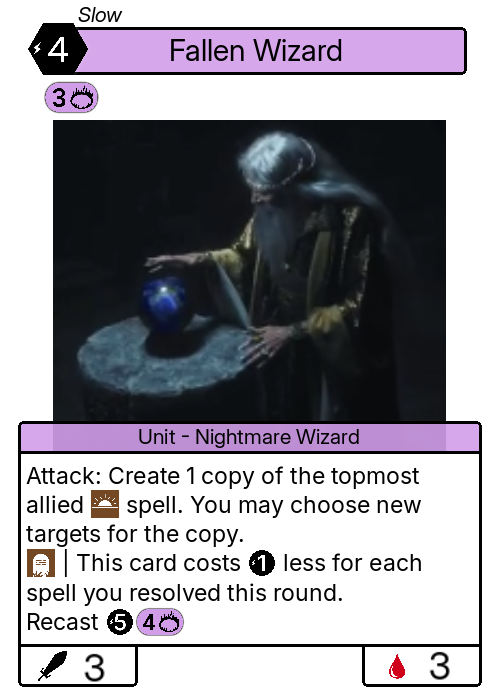 Slow
4 Fallen Wizard
3
Unit - Nightmare Wizard
Attack: Create 1 copy of the topmost
allied spell. You may choose new
targets for the copy.
| This card costs 1 less for each
spell you resolved this round.
Recast 5 4
3 3